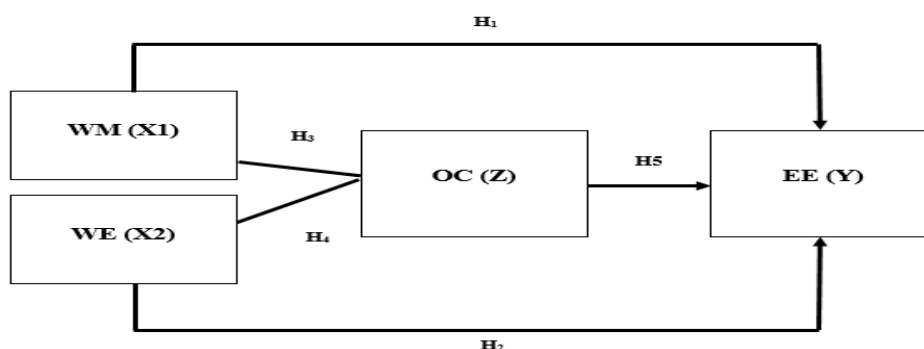 H₁
WM (X1)
H₃
OC (Z)
H5
EE (Y)
WE (X2)
H₄
H₂